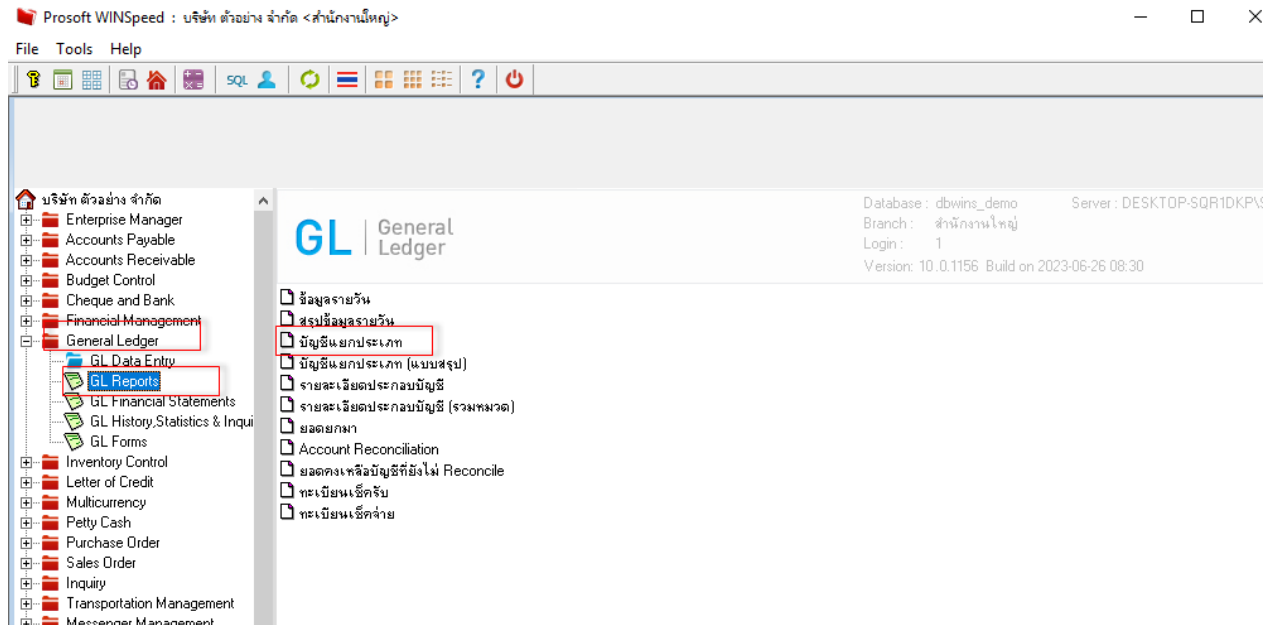 Prosoft WINSpeed : บริษัท ตัวอย่าง จำกัด <สำนักงานใหญ่>
File Tools Help
SQL
บริษัท ตัวอย่าง จำกัด
Enterprise Manager
Accounts Payable
Accounts Receivable
Budget Control
Cheque and Bank
Financial Management
General Ledger
GL Data Entry
GL Reports
GL Financial Statements
GL History,Statistics & Inqui
GL Forms
Inventory Control
Letter of Credit
Multicurrency
Petty Cash
Purchase Order
Sales Order
Inquiry
Transportation Management
Messenger Management
GL General
Ledger
Database : dbwins_demo Server : DESKTOP-SQR1DKP\S
Branch : สำนักงานใหญ่
Login : 1
Version: 10.0.1156 Build on 2023-06-26 08:30
ข้อมูลรายวัน
สรุปข้อมูลรายวัน
บัญชีแยกประเภท
บัญชีแยกประเภท (แบบสรุป)
รายละเอียดประกอบบัญชี
รายละเอียดประกอบบัญชี (รวมหมวด)
ยอดยกมา
Account Reconciliation
ยอดคงเหลือบัญชีที่ยังไม่ Reconcile
ทะเบียนเช็ครับ
ทะเบียนเช็คจ่าย